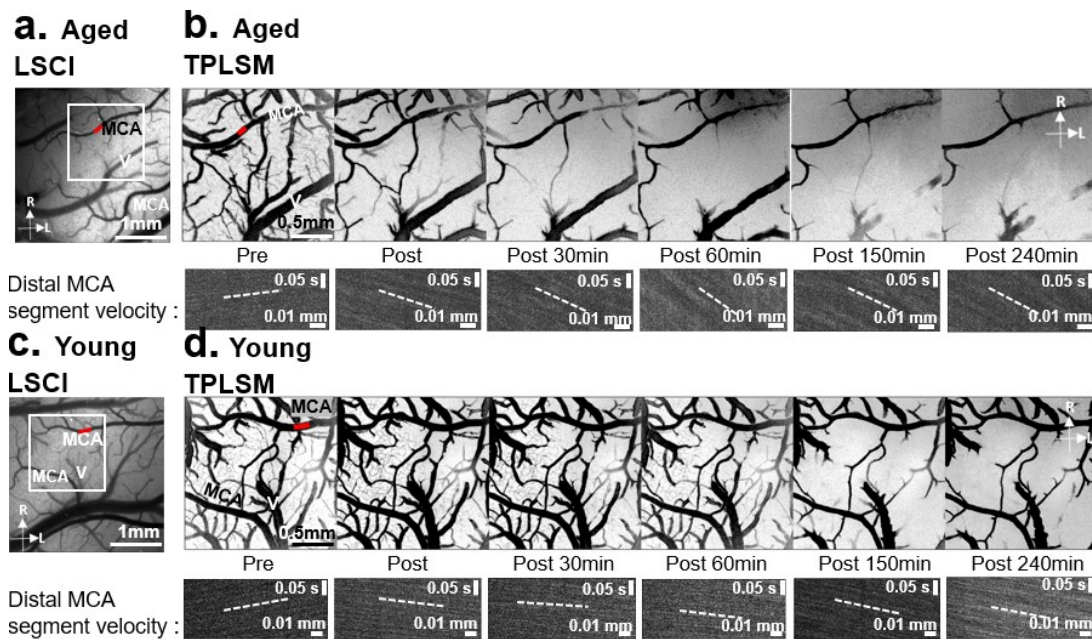 a. Aged
LSCI
MCA
V
MCA
R
L
1mm
b. Aged
TPLSM
MCA
V
0.5mm
R
L
Pre
Post
Post 30min
Post 60min
Post 150min
Post 240min
Distal MCA
segment velocity :
0.05 s
0.01 mm
0.05 s
0.01 mm
0.05 s
0.01 mm
0.05 s
0.01 mm
0.05 s
0.01 mm
0.05 s
0.01 mm
c. Young
LSCI
MCA
MCA
V
R
L
1mm
d. Young
TPLSM
MCA
MCA
V
0.5mm
R
Pre
Post
Post 30min
Post 60min
Post 150min
Post 240min
Distal MCA
segment velocity :
0.05 s
0.01 mm
0.05 s
0.01 mm
0.05 s
0.01 mm
0.05 s
0.01 mm
0.05 s
0.01 mm
0.05 s
0.01 mm